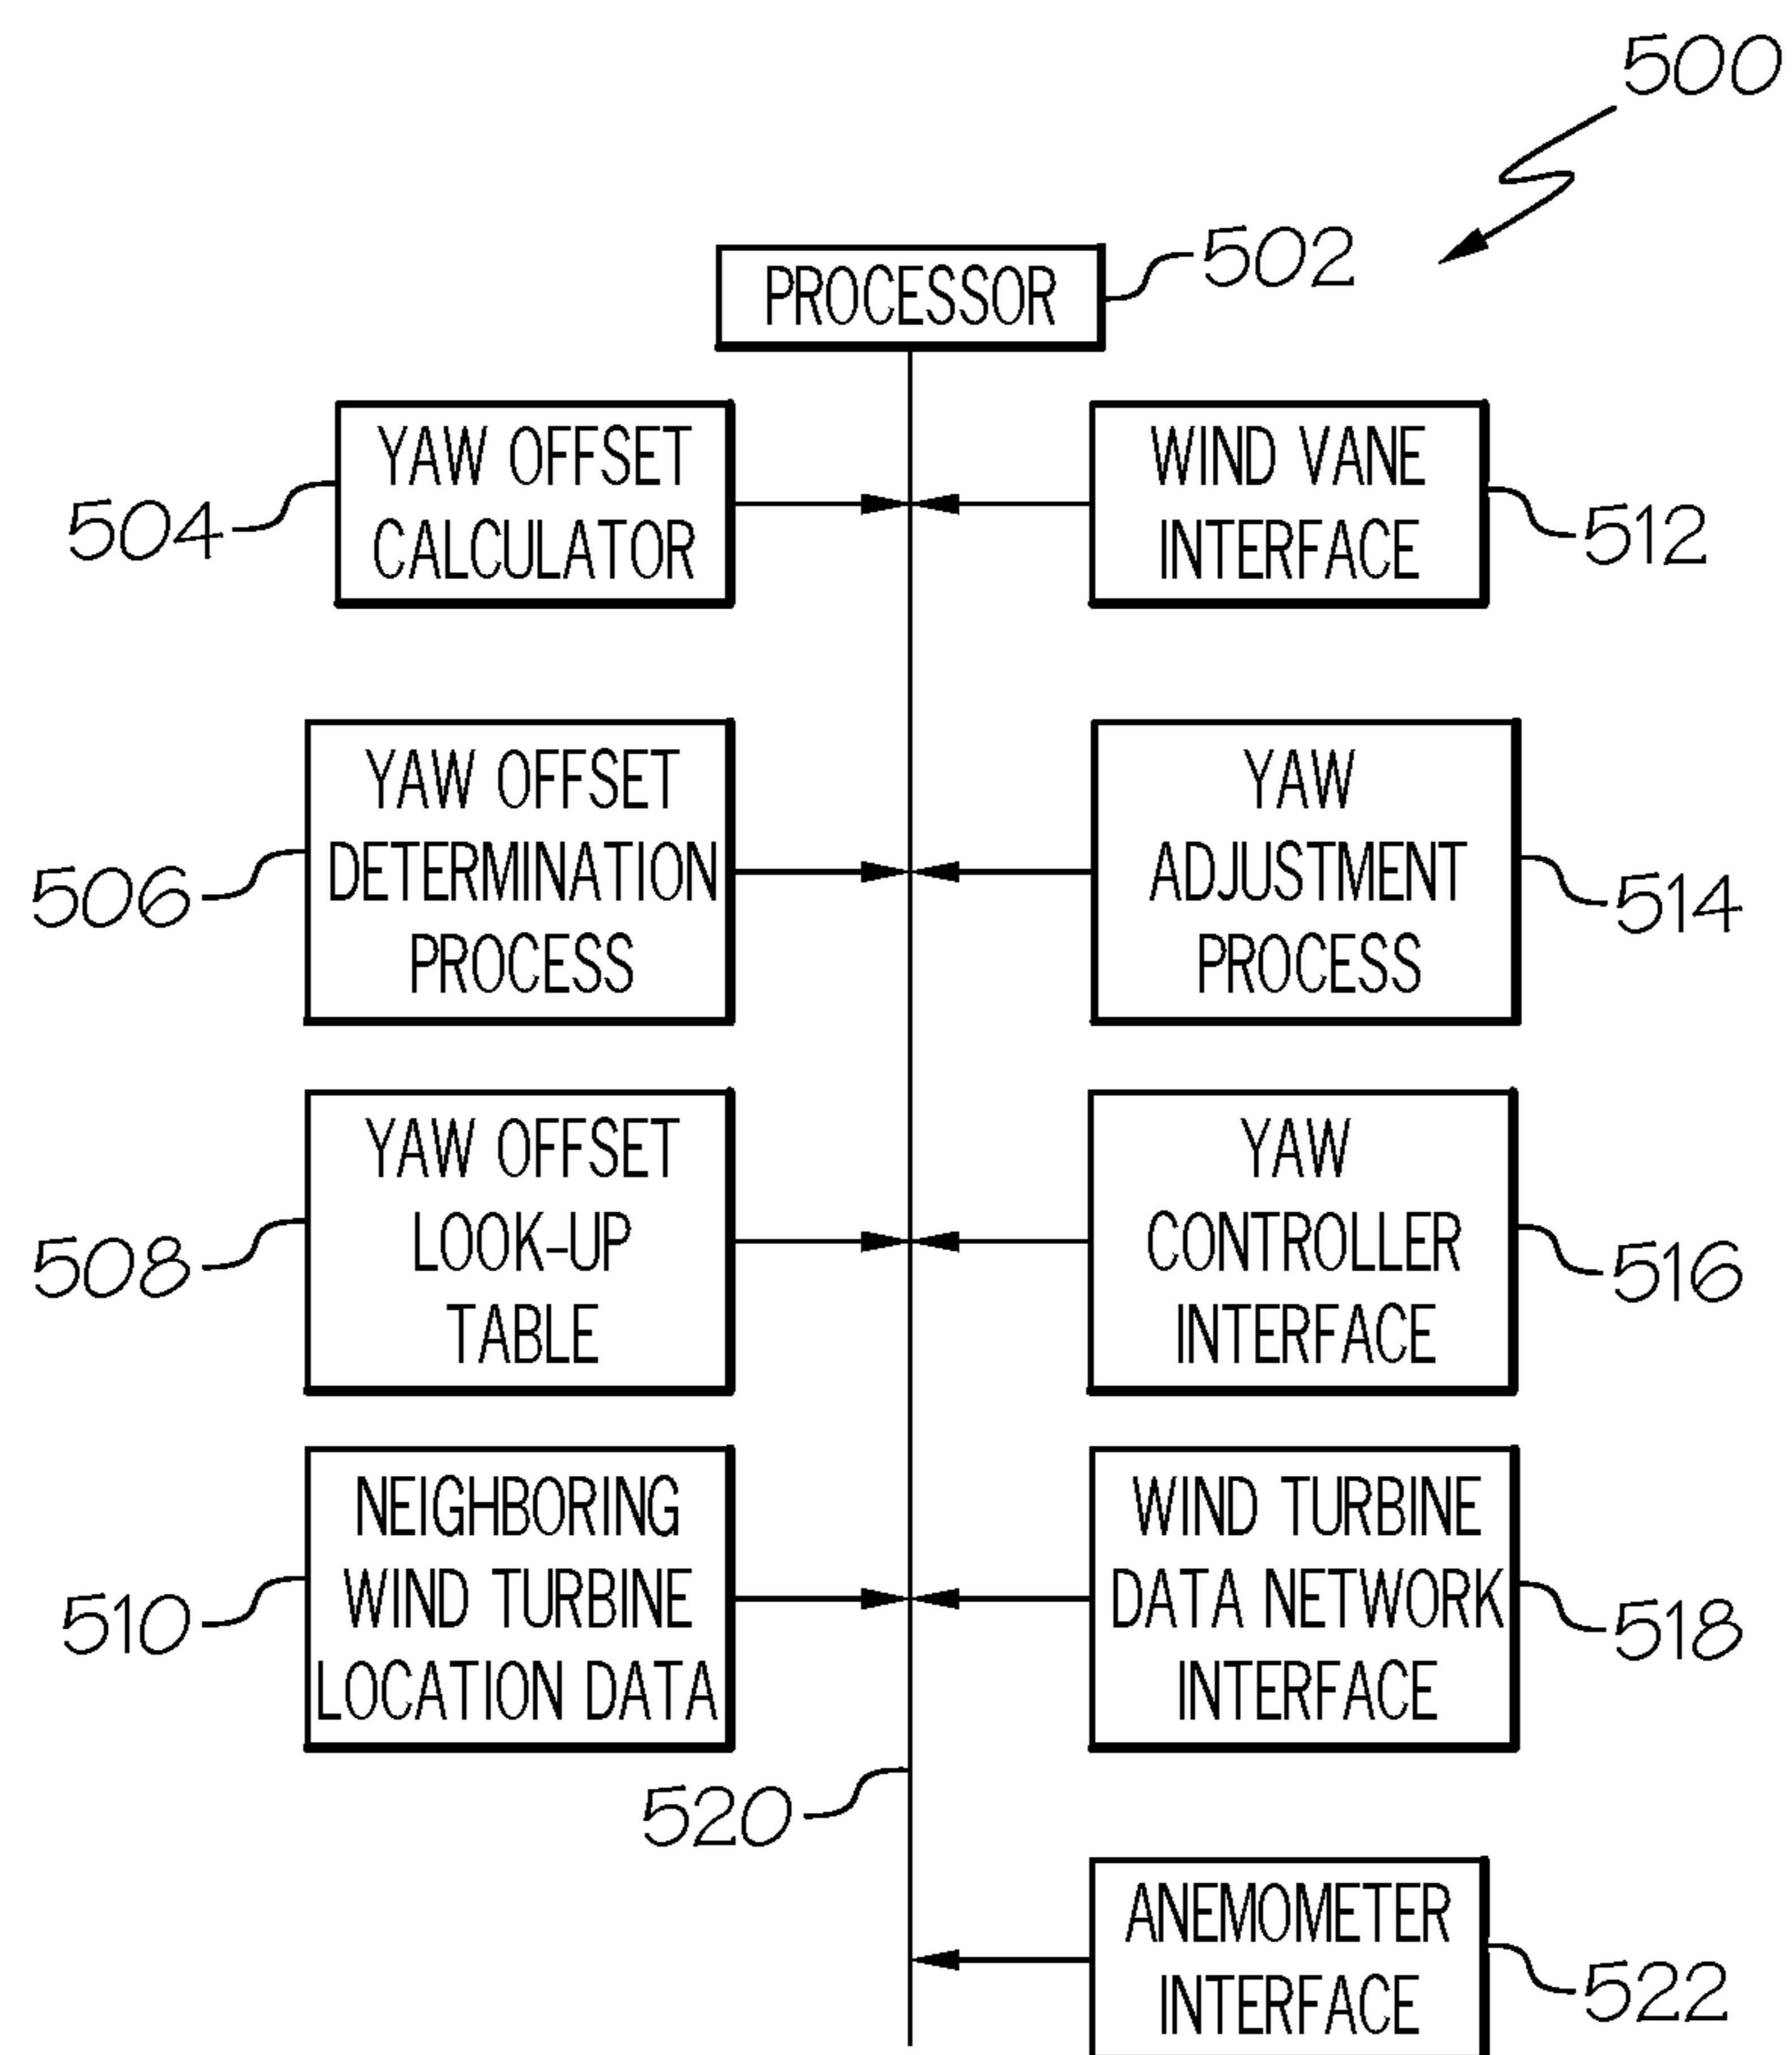 500
PROCESSOR
502
YAW OFFSET
CALCULATOR
504
WIND VANE
INTERFACE
512
YAW OFFSET
DETERMINATION
PROCESS
506
YAW
ADJUSTMENT
PROCESS
514
YAW OFFSET
LOOK-UP
TABLE
508
YAW
CONTROLLER
INTERFACE
516
NEIGHBORING
WIND TURBINE
LOCATION DATA
510
WIND TURBINE
DATA NETWORK
INTERFACE
518
520
ANEMOMETER
INTERFACE
522